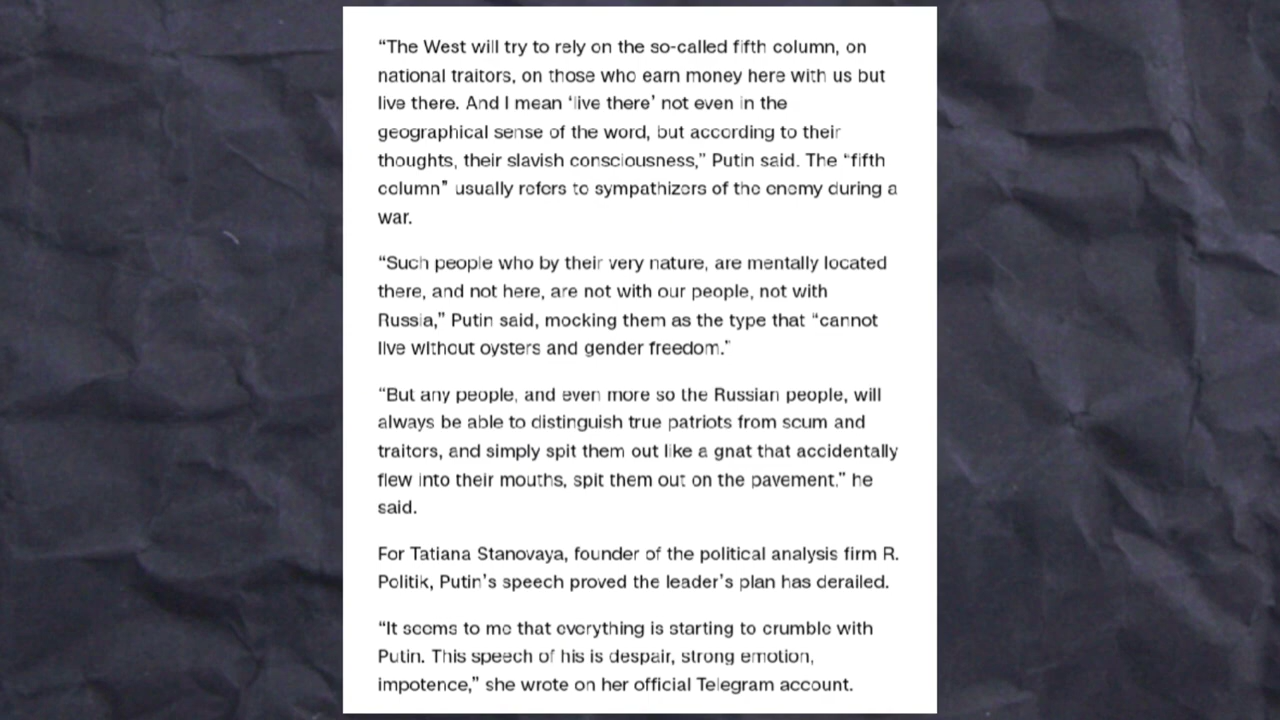 “The West will try to rely on the so-called fifth column, on
national traitors, on those who earn money here with us but
live there. And I mean ‘live there’ not even in the
geographical sense of the word, but according to their
thoughts, their slavish consciousness,” Putin said. The “fifth
column” usually refers to sympathizers of the enemy during a
war.
“Such people who by their very nature, are mentally located
there, and not here, are not with our people, not with
Russia,” Putin said, mocking them as the type that “cannot
live without oysters and gender freedom.”
“But any people, and even more so the Russian people, will
always be able to distinguish true patriots from scum and
traitors, and simply spit them out like a gnat that accidentally
flew into their mouths, spit them out on the pavement,” he
said.
For Tatiana Stanovaya, founder of the political analysis firm R.
Politik, Putin’s speech proved the leader’s plan has derailed.
“It seems to me that everything is starting to crumble with
Putin. This speech of his is despair, strong emotion,
impotence,” she wrote on her official Telegram account.